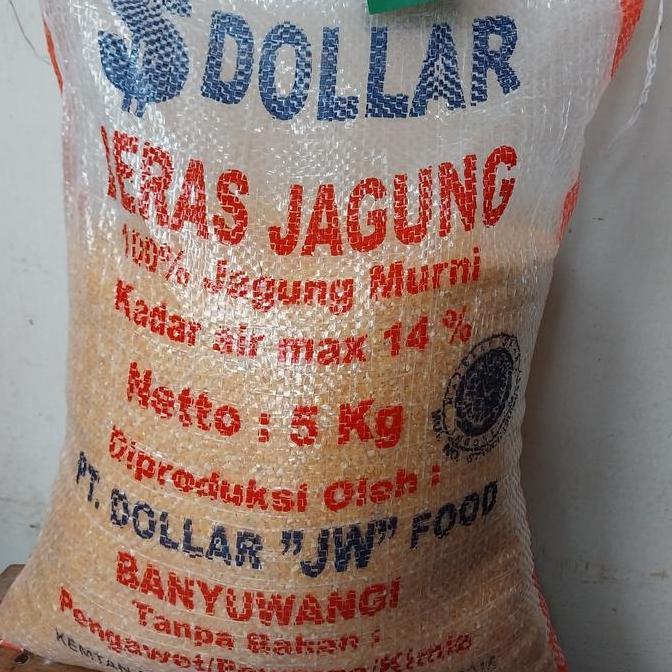 $ DOLLAR
BERAS JAGUNG
100% Jagung Murni
Kadar air max 14 %
Netto : 5 Kg
Diproduksi Oleh :
PT. DOLLAR "JW" FOOD
BANYUWANGI
Tanpa Bahan :